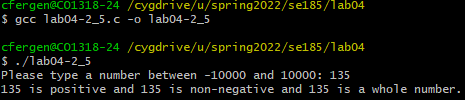 cfergen@CO1318-24 /cygdrive/u/spring2022/se185/lab04
$ gcc lab04-2_5.c -o lab04-2_5
cfergen@CO1318-24 /cygdrive/u/spring2022/se185/lab04
$ ./lab04-2_5
Please type a number between -10000 and 10000: 135
135 is positive and 135 is non-negative and 135 is a whole number.